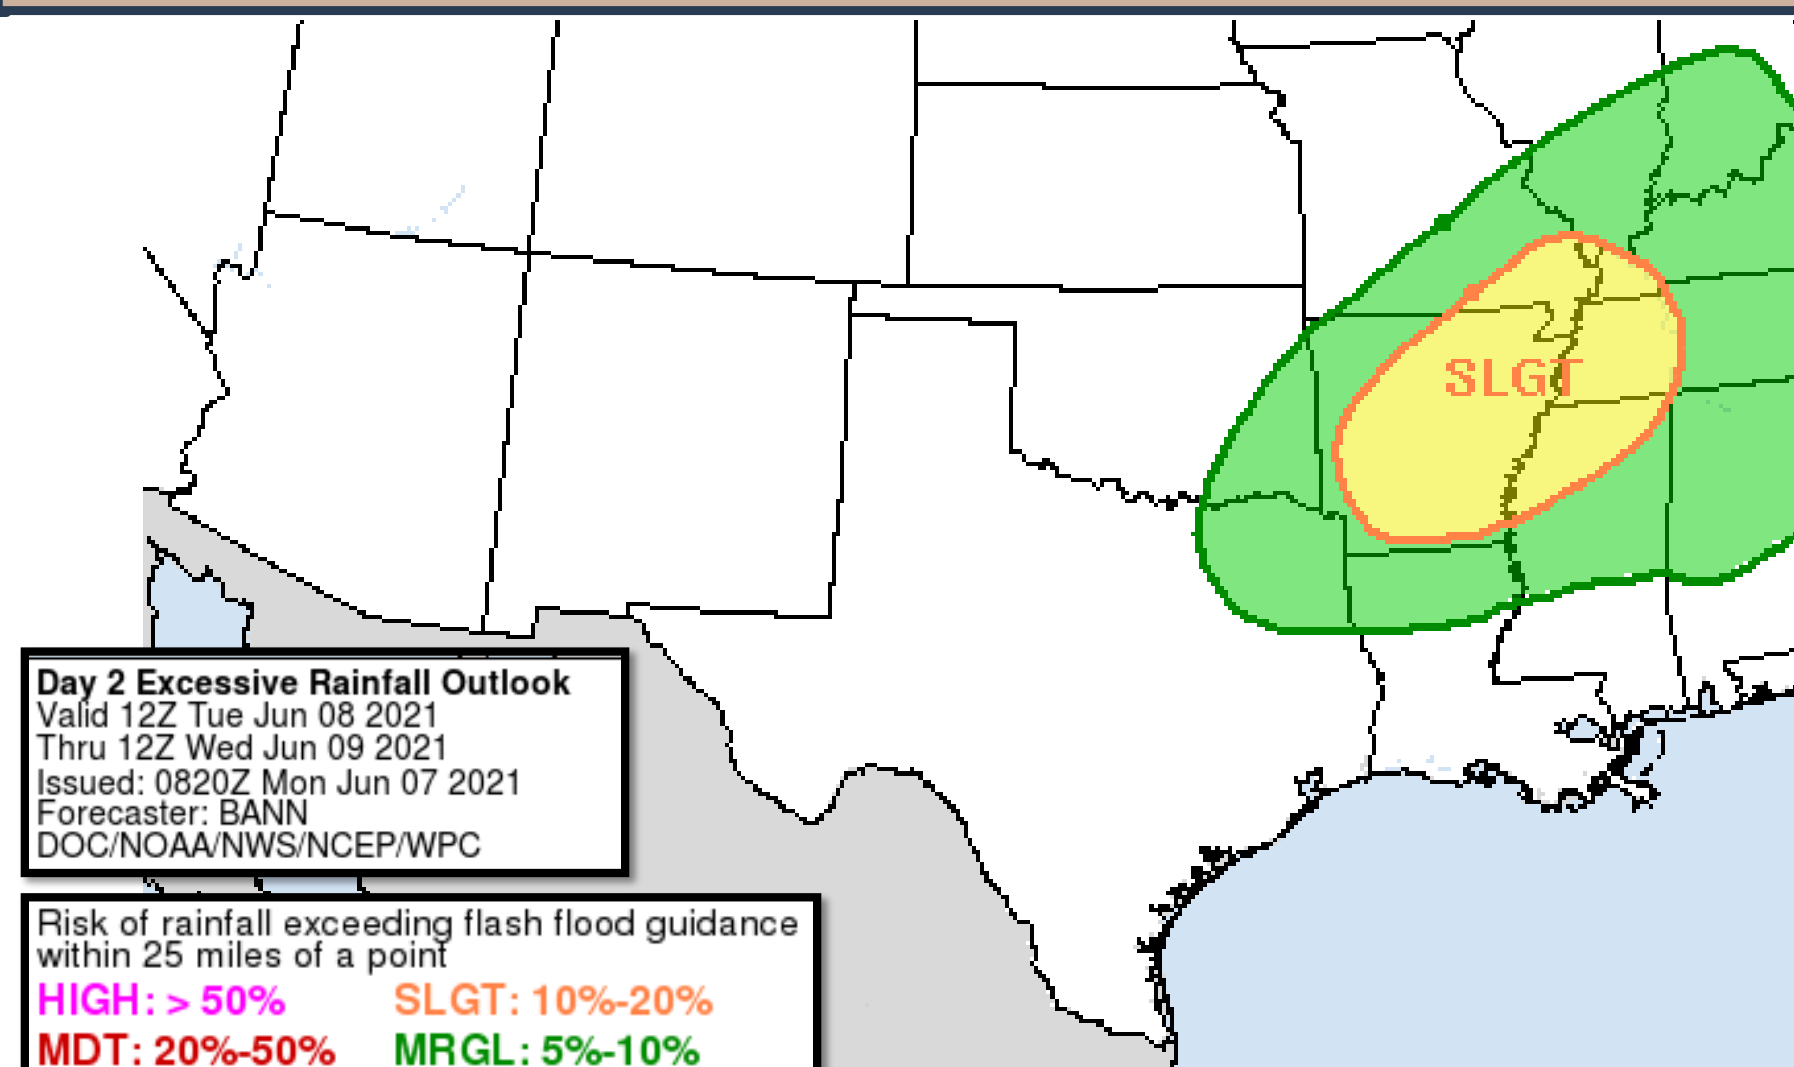 SLGT
Day 2 Excessive Rainfall Outlook
Valid 12Z Tue Jun 08 2021
Thru 12Z Wed Jun 09 2021
Issued: 0820Z Mon Jun 07 2021
Forecaster: BANN
DOC/NOAA/NWS/NCEP/WPC
Risk of rainfall exceeding flash flood guidance
within 25 miles of a point
HIGH: > 50% SLGT: 10%-20%
MDT: 20%-50% MRGL: 5%-10%